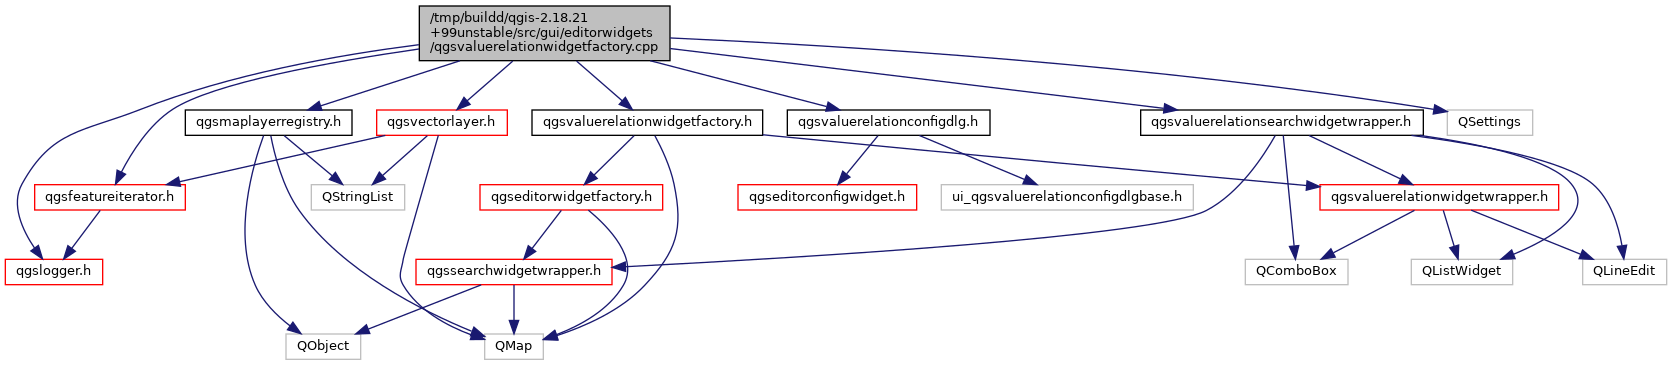 /tmp/buildd/qgis-2.18.21
+99unstable/src/gui/editorwidgets
/qgsvaluerelationwidgetfactory.cpp
qgsmaplayerregistry.h
qgsvectorlayer.h
qgsvaluerelationwidgetfactory.h
qgsvaluerelationconfigdlg.h
qgsvaluerelationsearchwidgetwrapper.h
QSettings
qgsfeatureiterator.h
QStringList
qgseditorwidgetfactory.h
qgseditorconfigwidget.h
ui_qgsvaluerelationconfigdlgbase.h
qgsvaluerelationwidgetwrapper.h
qgslogger.h
qgssearchwidgetwrapper.h
QComboBox
QListWidget
QLineEdit
QObject
QMap